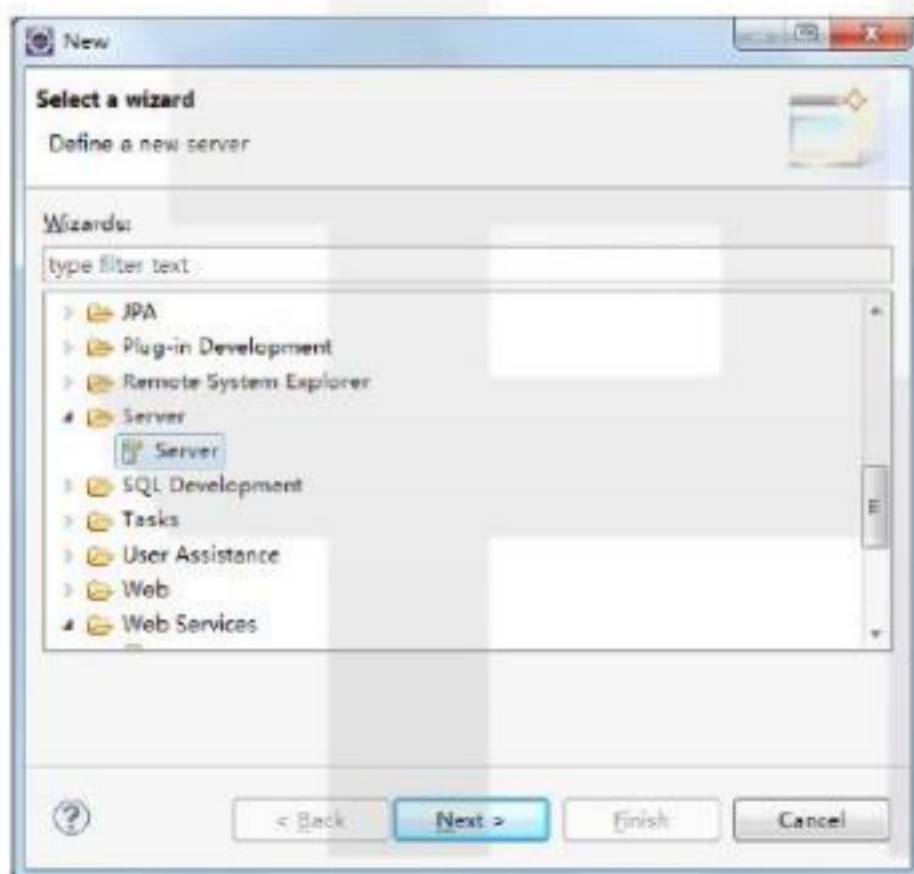 New
Select a wizard
Define a new server
Wizards:
type filter text
JPA
Plug-in Development
Remote System Explorer
Server
Server
SQL Development
Tasks
User Assistance
Web
Web Services
< Back
Next >
Finish
Cancel